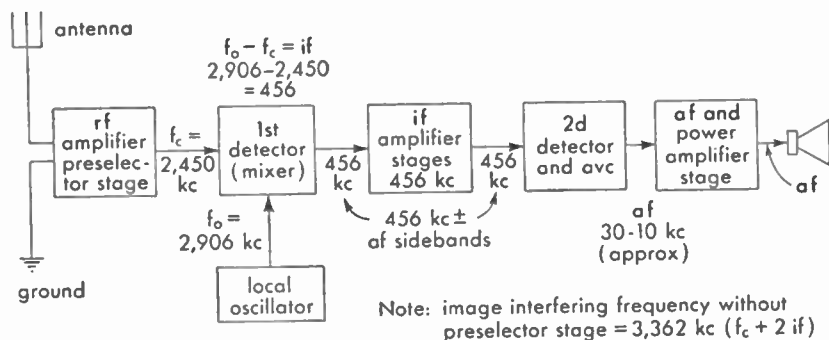 antenna
ground
rf
amplifier
preselec-
tor stage
f_c =
2,450
kc
f_o – f_c = if
2,906–2,450
= 456
1st
detector
(mixer)
f_o =
2,906 kc
local
oscillator
456
kc
if
amplifier
stages
456 kc
456
kc
456 kc ±
af sidebands
2d
detector
and avc
af
30-10 kc
(approx)
af and
power
amplifier
stage
af
Note: image interfering frequency without
preselector stage = 3,362 kc (f_c + 2 if)